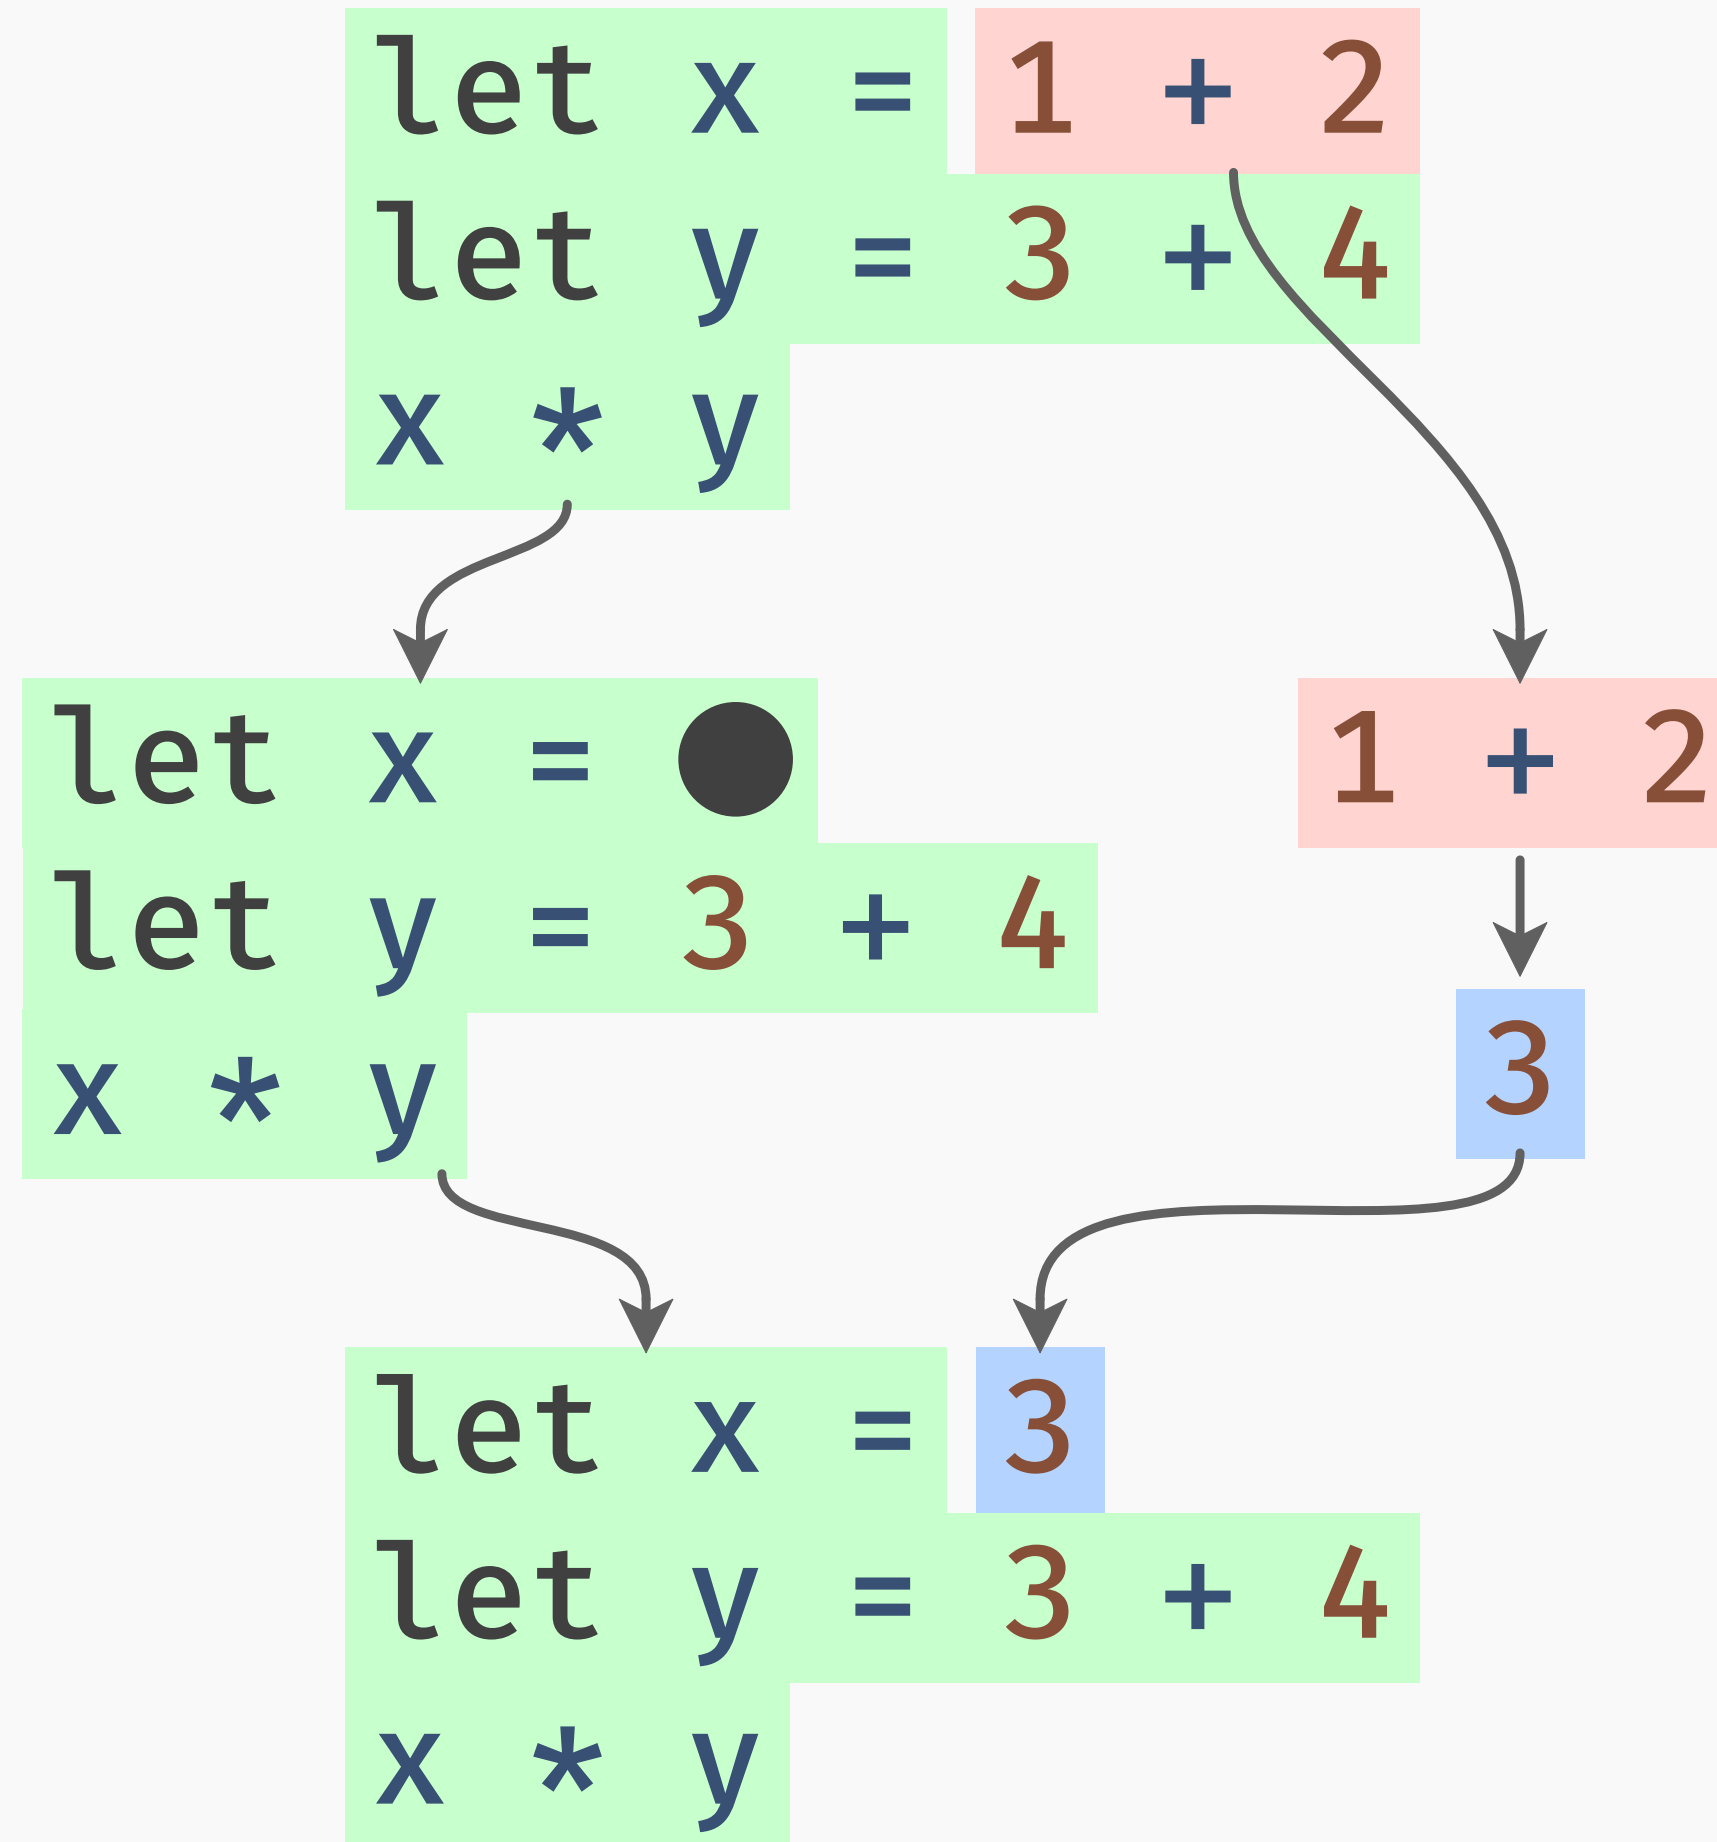 let x = 1 + 2
let y = 3 + 4
x * y
let x = ●
1 + 2
let y = 3 + 4
x * y
3
let x = 3
let y = 3 + 4
x * y